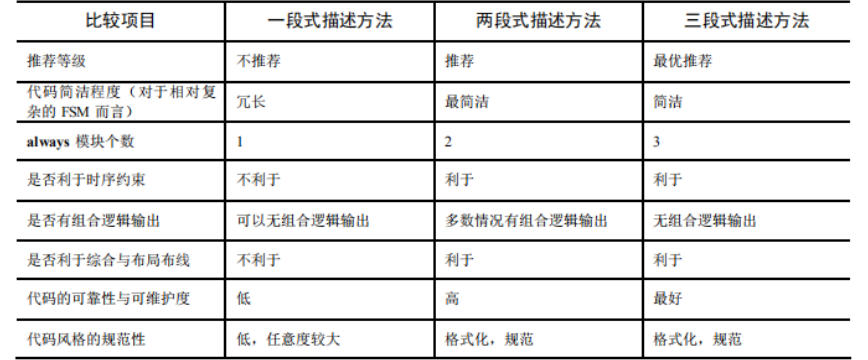 比较项目 一段式描述方法 两段式描述方法 三段式描述方法
推荐等级 不推荐 推荐 最优推荐
代码简洁程度（对于相对复
杂的 FSM 而言） 冗长 最简洁 简洁
always 模块个数 1 2 3
是否利于时序约束 不利于 利于 利于
是否有组合逻辑输出 可以无组合逻辑输出 多数情况有组合逻辑输出 无组合逻辑输出
是否利于综合与布局布线 不利于 利于 利于
代码的可靠性与可维护度 低 高 最好
代码风格的规范性 低，任意度较大 格式化，规范 格式化，规范